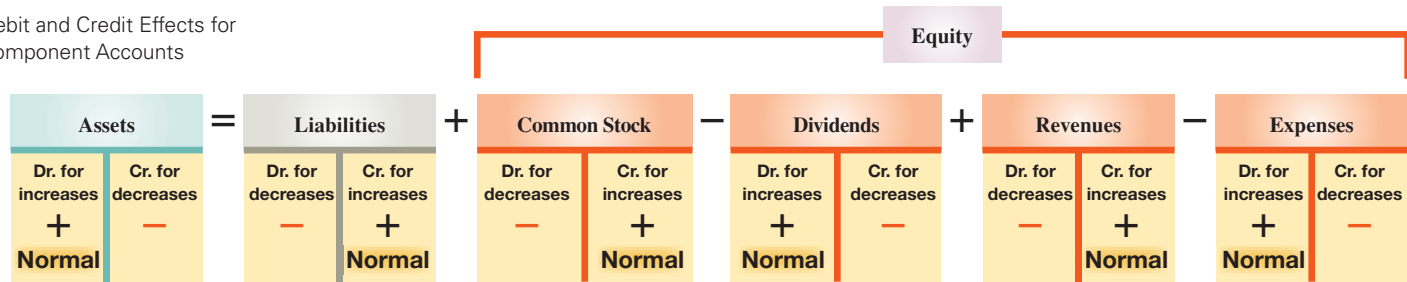 ebit and Credit Effects for
omponent Accounts
Equity
Assets = Liabilities + Common Stock − Dividends + Revenues − Expenses
Dr. for Cr. for Dr. for Cr. for Dr. for Cr. for Dr. for Cr. for Dr. for Cr. for Dr. for Cr. for
increases decreases decreases increases decreases increases increases decreases decreases increases increases decreases
+ − − + − + + − − + + −
Normal Normal Normal Normal Normal Normal